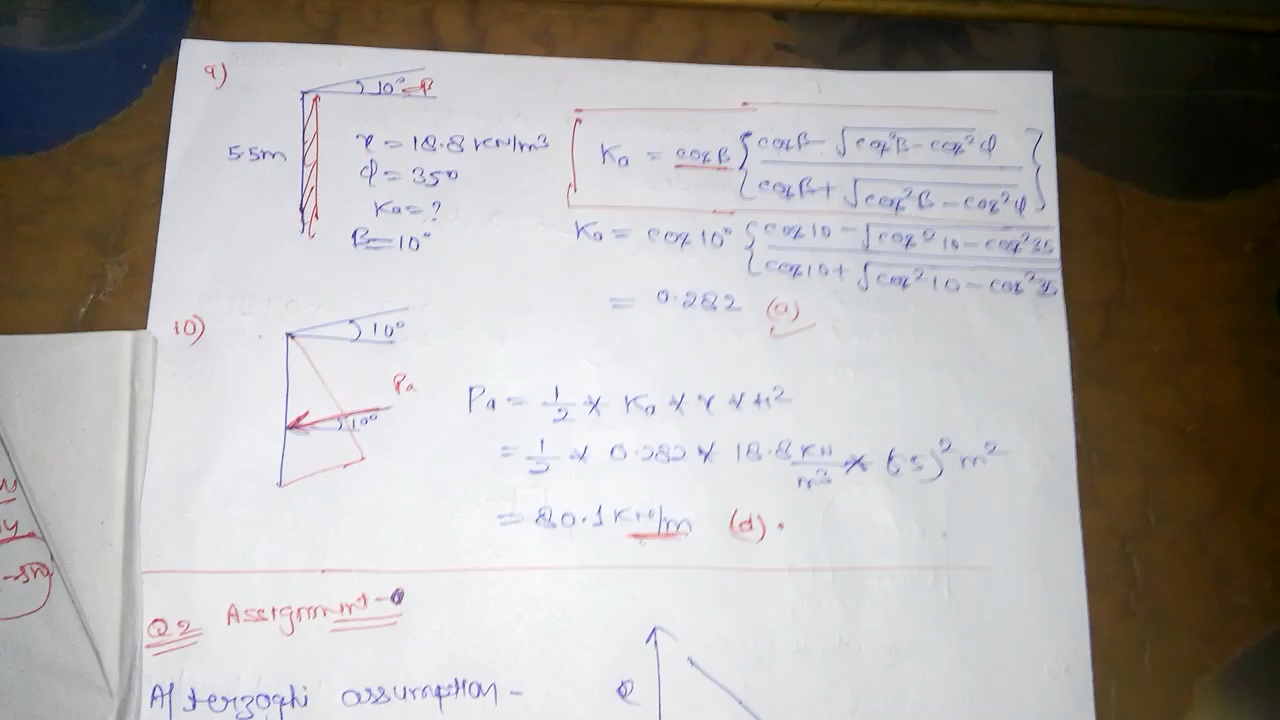 9)
10° β
5.5m
γ = 18.8 KN/m³
φ = 35°
Ka = ?
β = 10°
Ka = cosβ { cosβ - √cos²β - cos²φ / cosβ + √cos²β - cos²φ }
Ka = cos10° { cos10 - √cos²10 - cos²35 / cos10 + √cos²10 - cos²35 }
= 0.282 (a)
10)
10°
Pa
10°
Pa = 1/2 × Ka × γ × H²
= 1/2 × 0.282 × 18.8 KN/m³ × (5.5)² m²
= 80.1 KN/m (d).
Q2 Assignment-
A/ terzaghi assumption -